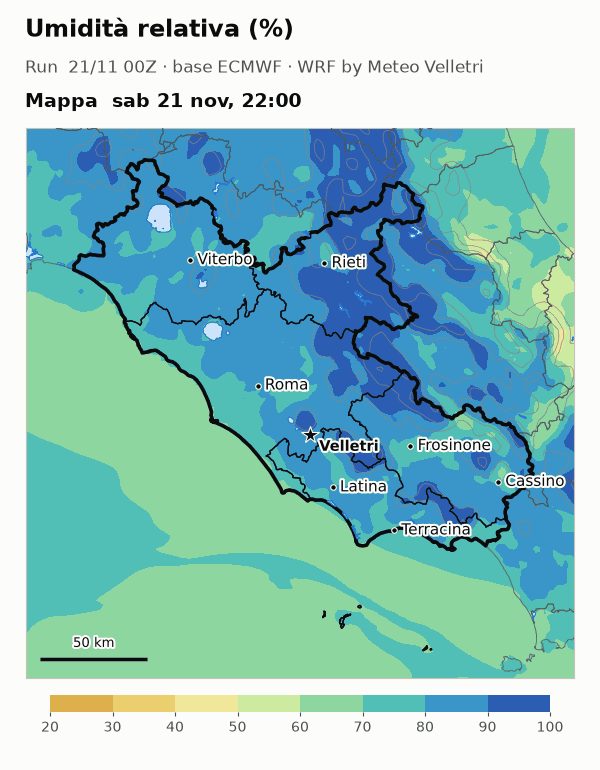 Umidità relativa (%)
Run  21/11 00Z · base ECMWF · WRF by Meteo Velletri
Mappa  sab 21 nov, 22:00
Viterbo
Rieti
Roma
Velletri
Frosinone
Cassino
Latina
Terracina
50 km
20 30 40 50 60 70 80 90 100